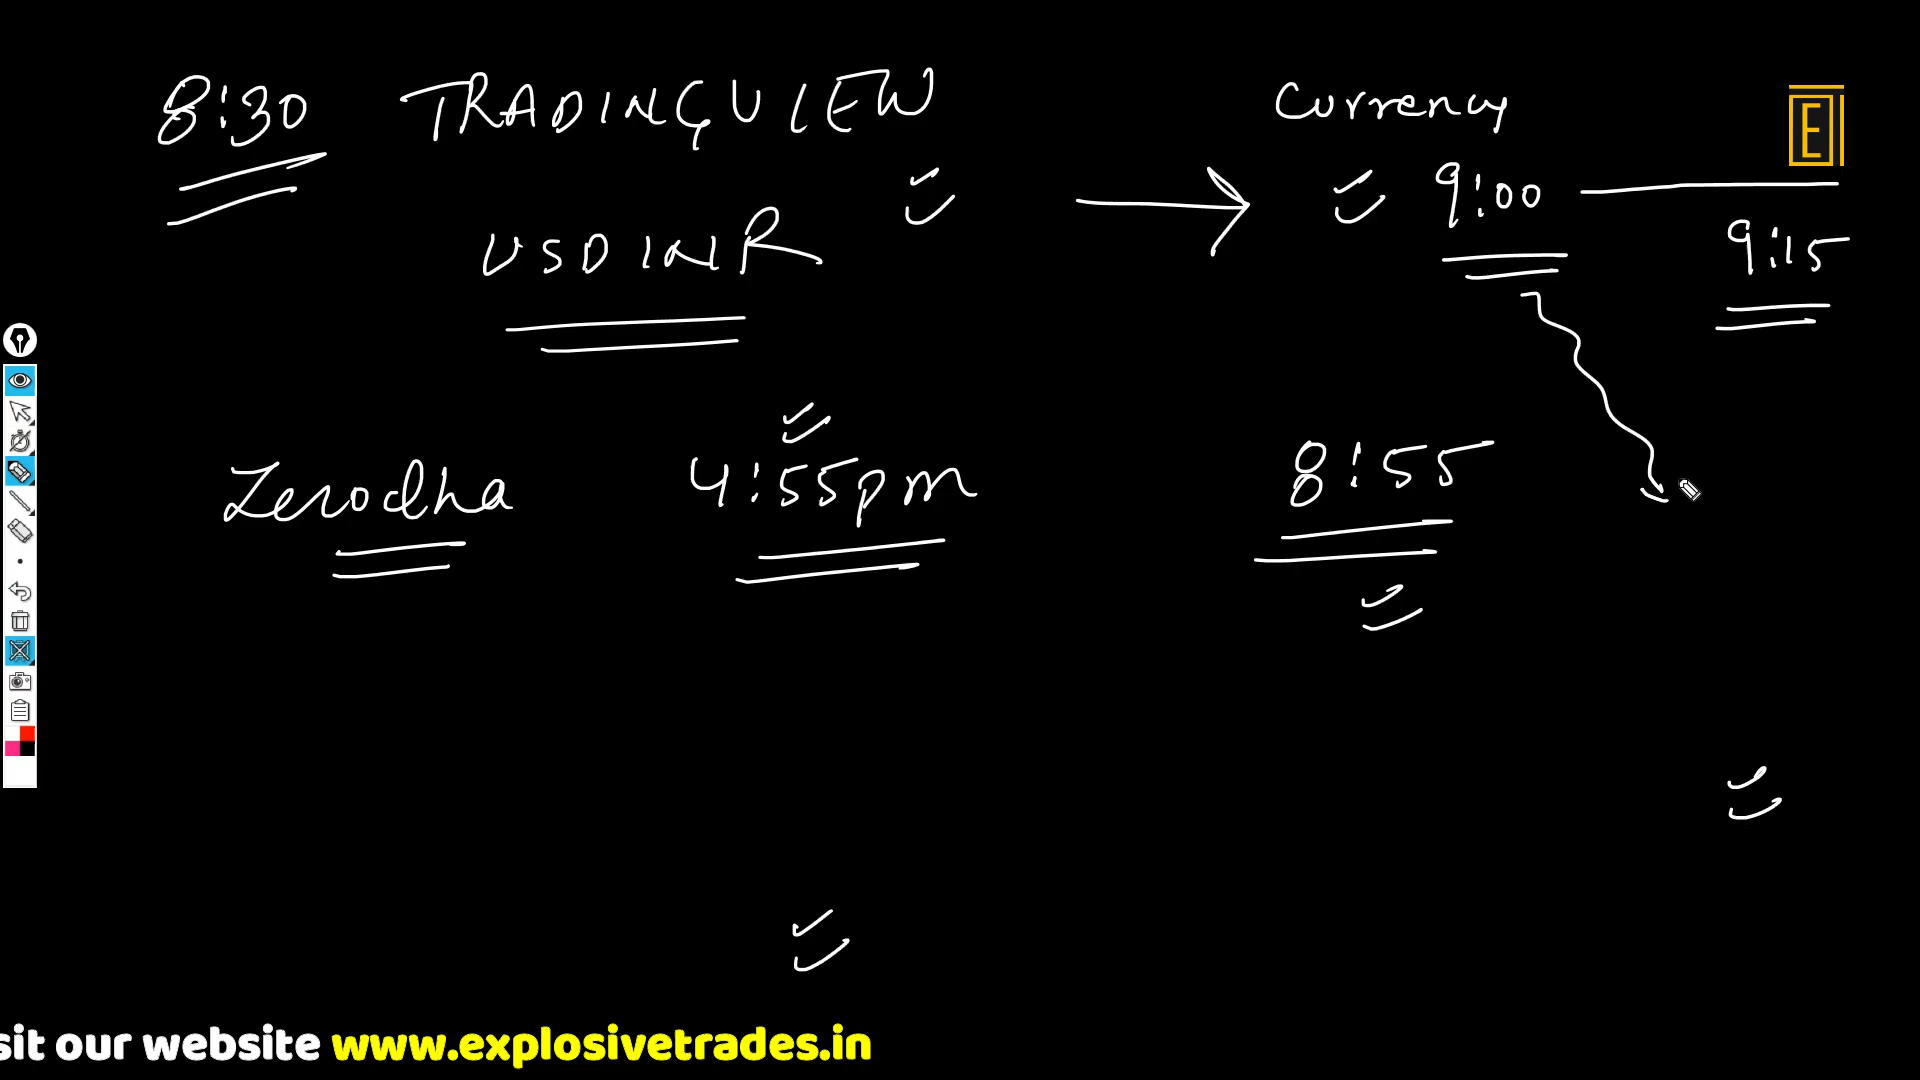 8:30 TRADINGVIEW
Currency
9:00
9:15
USDINR
Zerodha 4:55pm 8:55
sit our website www.explosivetrades.in